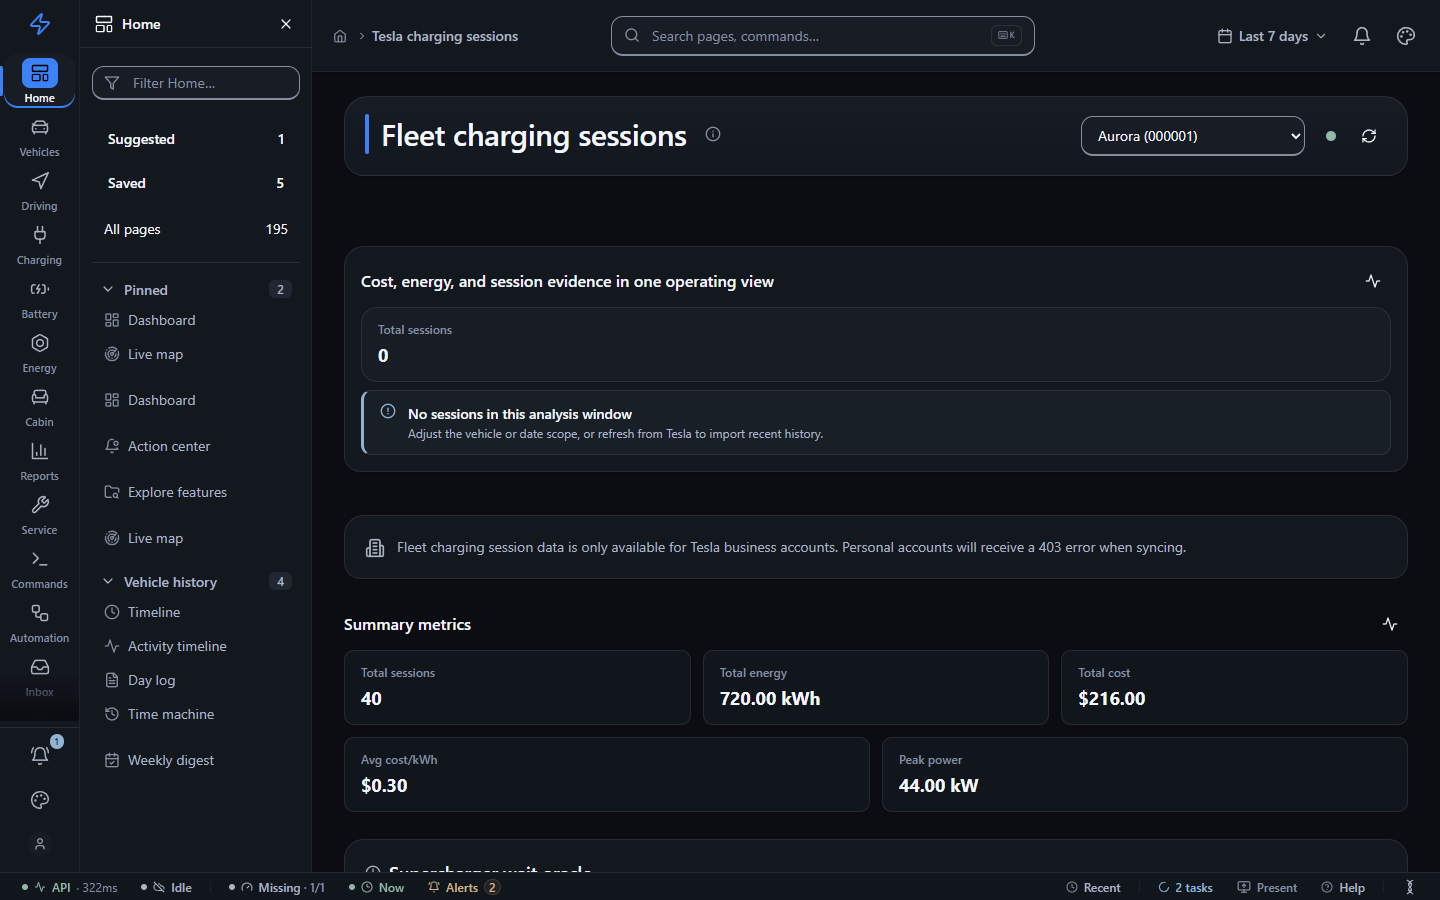 Home
Vehicles
Driving
Charging
Battery
Energy
Cabin
Reports
Service
Commands
Automation
Inbox
1
Home
Filter Home...
Suggested 1
Saved 5
All pages 195
Pinned 2
Dashboard
Live map
Dashboard
Action center
Explore features
Live map
Vehicle history 4
Timeline
Activity timeline
Day log
Time machine
Weekly digest
Tesla charging sessions
Search pages, commands...
K
Last 7 days
Fleet charging sessions
Aurora (000001)
Cost, energy, and session evidence in one operating view
Total sessions
0
No sessions in this analysis window
Adjust the vehicle or date scope, or refresh from Tesla to import recent history.
Fleet charging session data is only available for Tesla business accounts. Personal accounts will receive a 403 error when syncing.
Summary metrics
Total sessions
40
Total energy
720.00 kWh
Total cost
$216.00
Avg cost/kWh
$0.30
Peak power
44.00 kW
Supercharger wait oracle
API · 322ms
Idle
Missing · 1/1
Now
Alerts 2
Recent
2 tasks
Present
Help